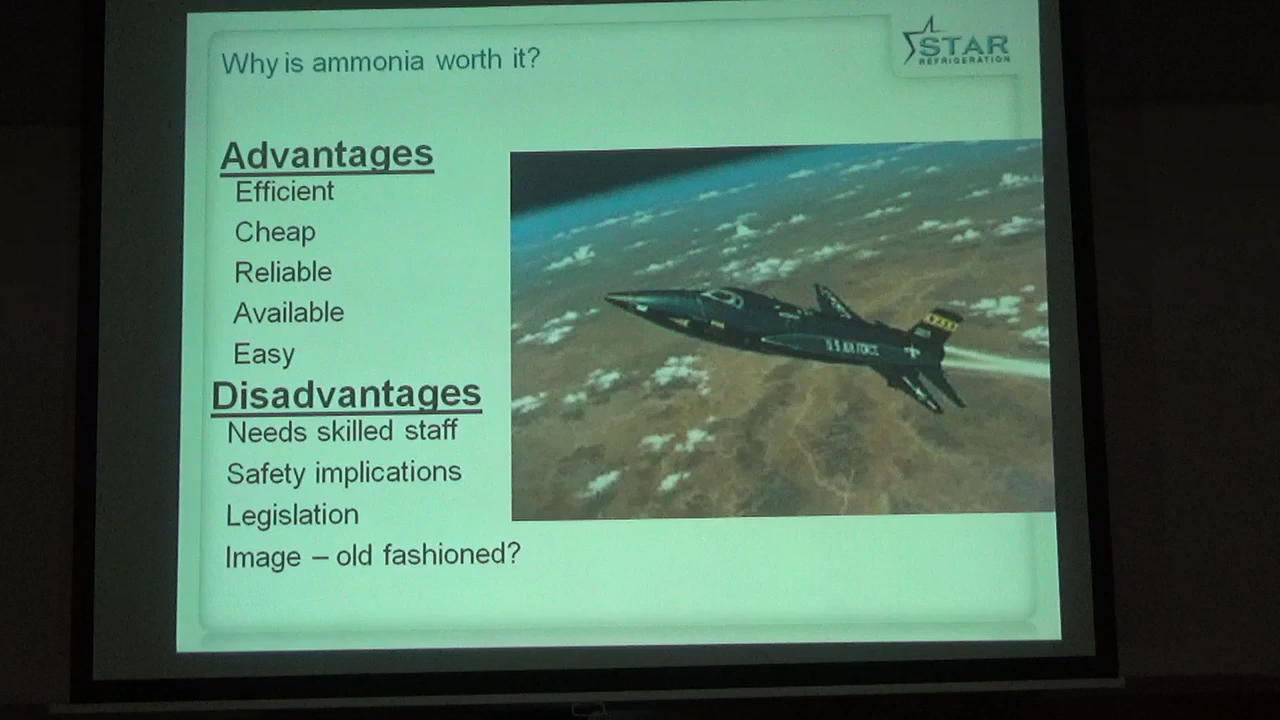 Why is ammonia worth it?
STAR
REFRIGERATION
Advantages
Efficient
Cheap
Reliable
Available
Easy
Disadvantages
Needs skilled staff
Safety implications
Legislation
Image – old fashioned?
U.S. AIR FORCE